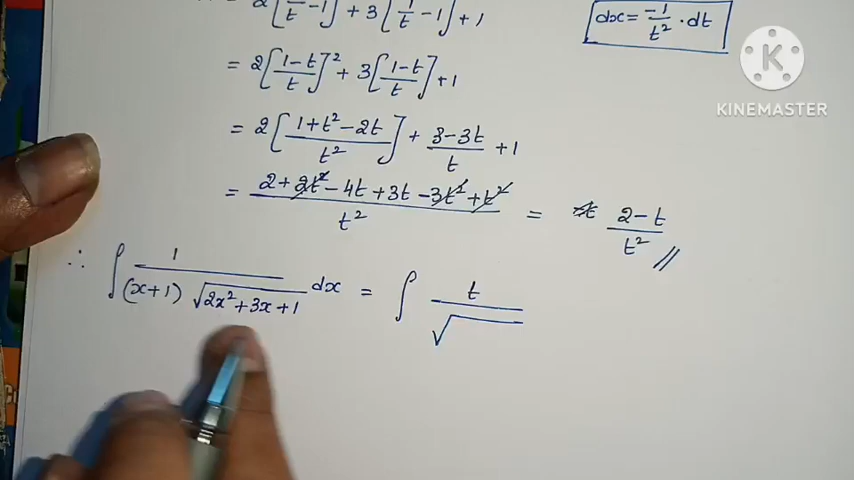 = 2[1/t - 1] + 3[1/t - 1] + 1
dx = -1/t² · dt
= 2[(1-t)/t]² + 3[(1-t)/t] + 1
K
KINEMASTER
= 2[(1+t²-2t)/t²] + (3-3t)/t + 1
= (2+2t²-4t+3t-3t²+t²)/t² = (2-t)/t² //
∴ ∫ 1/((x+1) √(2x²+3x+1)) dx = ∫ t/√